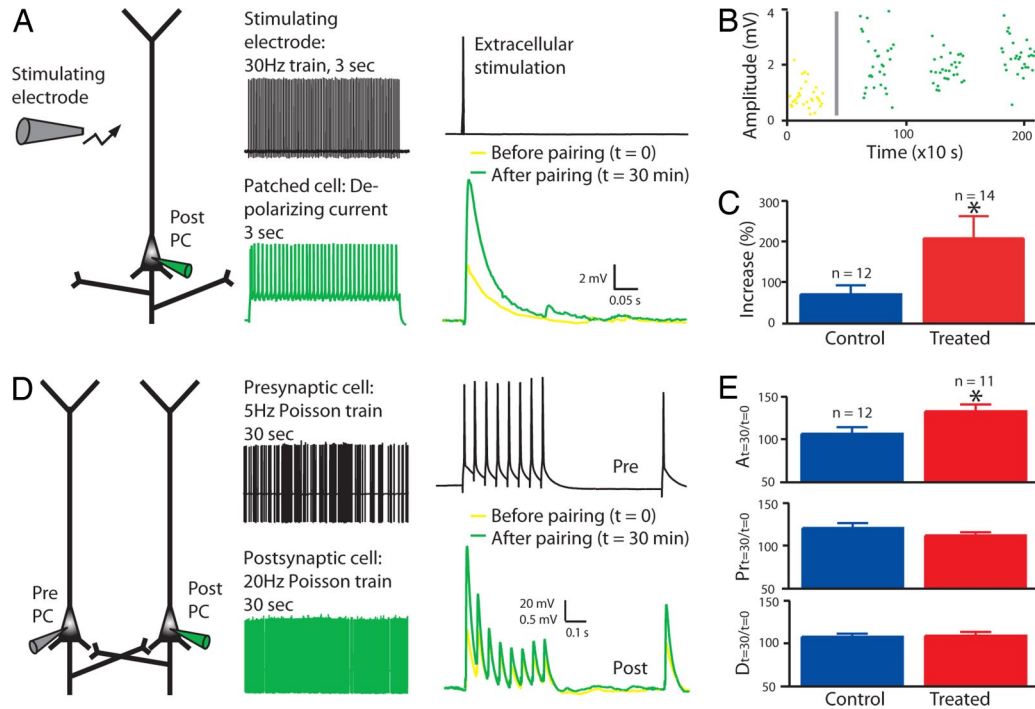 A
Stimulating
electrode
Post
PC
Stimulating
electrode:
30Hz train, 3 sec
Patched cell: De-
polarizing current
3 sec
Extracellular
stimulation
Before pairing (t = 0)
After pairing (t = 30 min)
2 mV
0.05 s
B
Amplitude (mV)
4
2
0
0
100
200
Time (x10 s)
C
Increase (%)
300
200
100
0
n = 12
n = 14
*
Control
Treated
D
Pre
PC
Post
PC
Presynaptic cell:
5Hz Poisson train
30 sec
Postsynaptic cell:
20Hz Poisson train
30 sec
Pre
Before pairing (t = 0)
After pairing (t = 30 min)
20 mV
0.5 mV
0.1 s
Post
E
At=30/t=0
150
100
50
n = 12
n = 11
*
Prt=30/t=0
150
100
50
Dt=30/t=0
150
100
50
Control
Treated